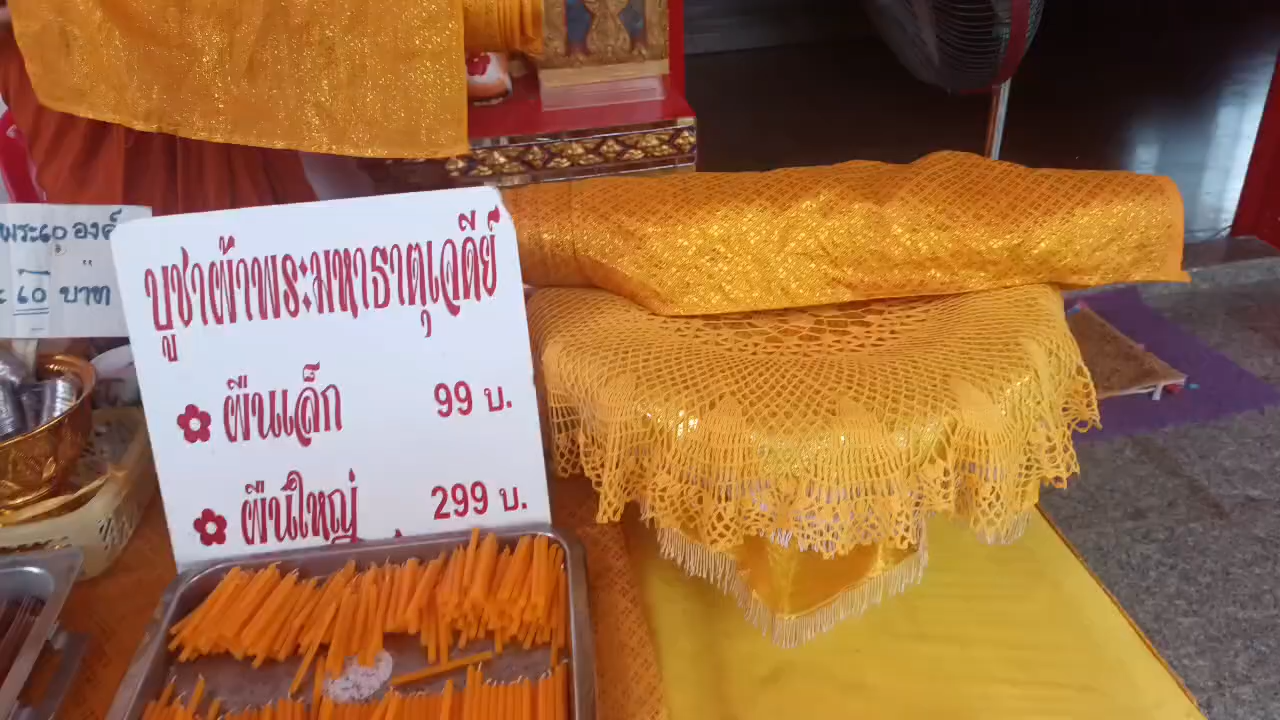 พระ๖๐ องค์
๖๐ บาท
บูชาผ้าพระมหาธาตุเจดีย์
ผืนเล็ก 99 บ.
ผืนใหญ่ 299 บ.